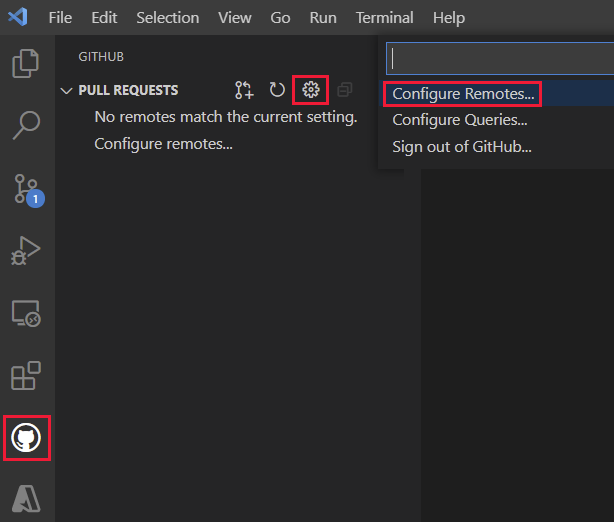 File Edit Selection View Go Run Terminal Help
GITHUB
PULL REQUESTS
No remotes match the current setting.
Configure remotes...
Configure Remotes...
Configure Queries...
Sign out of GitHub...
1